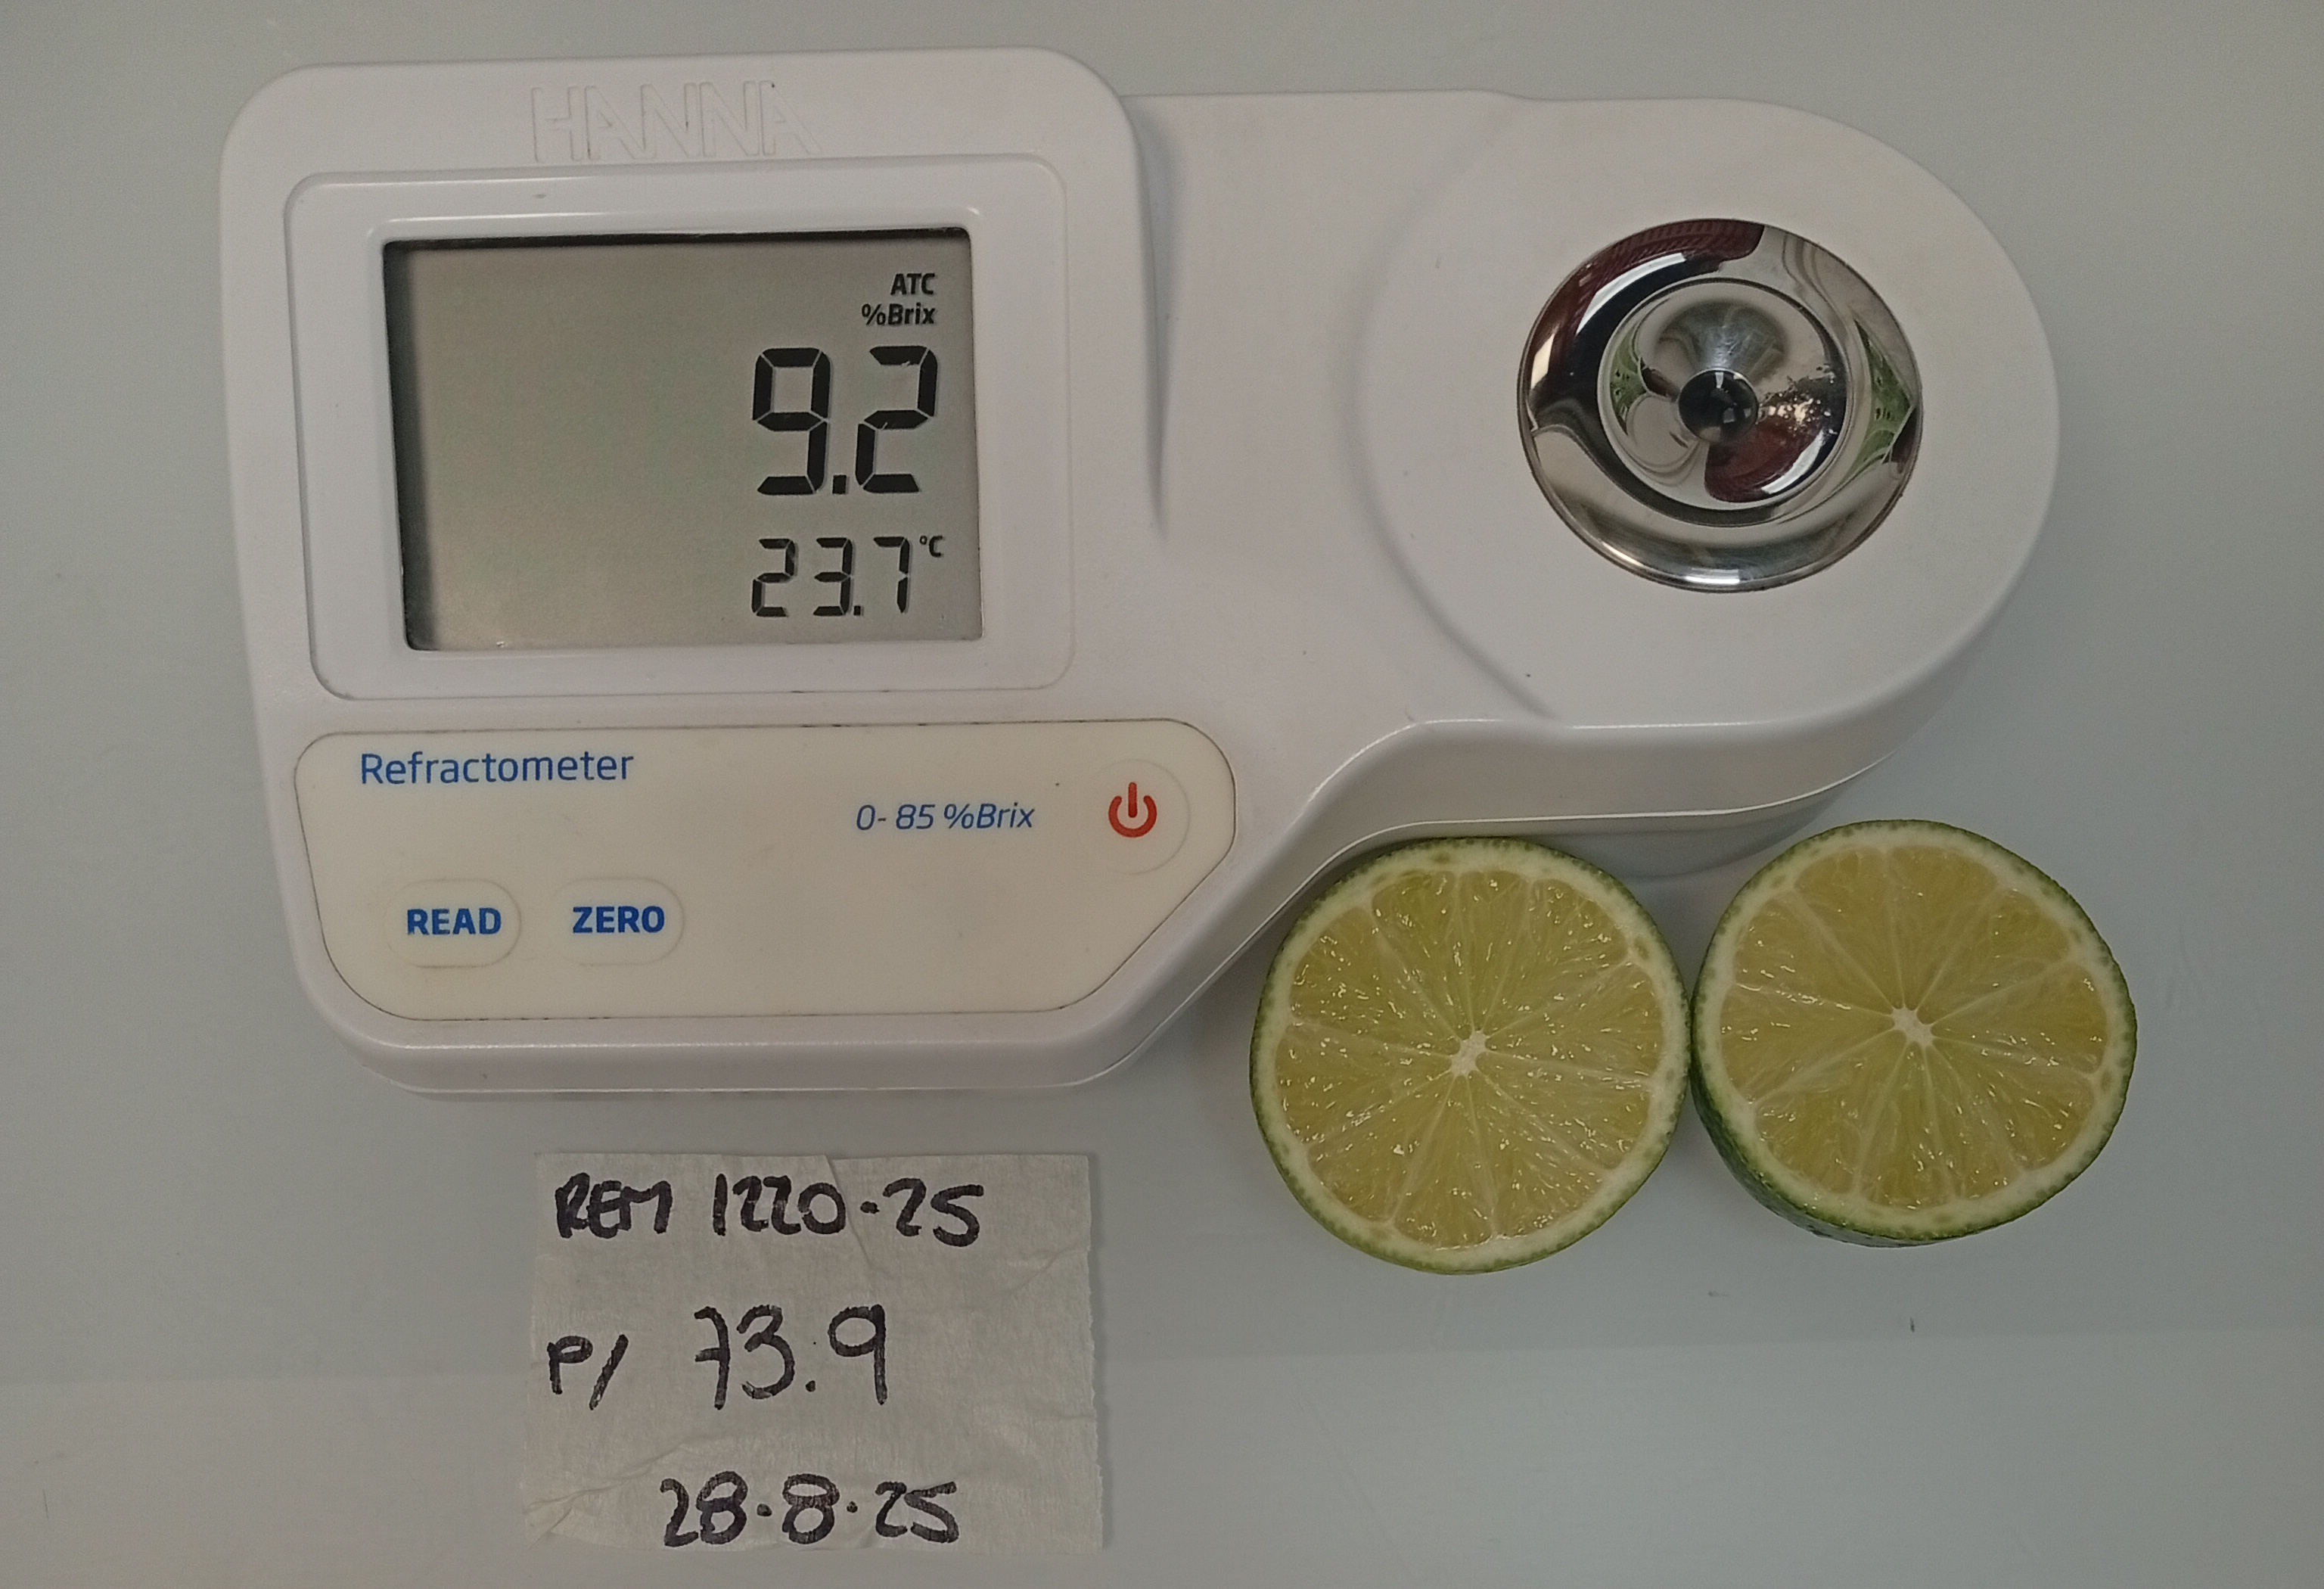 HANNA
ATC
%Brix
9.2
23.7 °C
Refractometer
0- 85 %Brix
READ ZERO
REM 1220-25
P/ 73.9
28.8.25